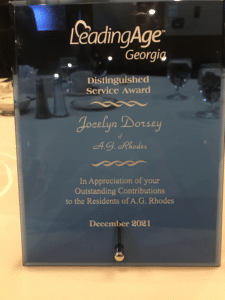 LeadingAge
Georgia
Distinguished
Service Award
Jocelyn Dorsey
of
A.G. Rhodes
In Appreciation of your
Outstanding Contributions
to the Residents of A.G. Rhodes
December 2021